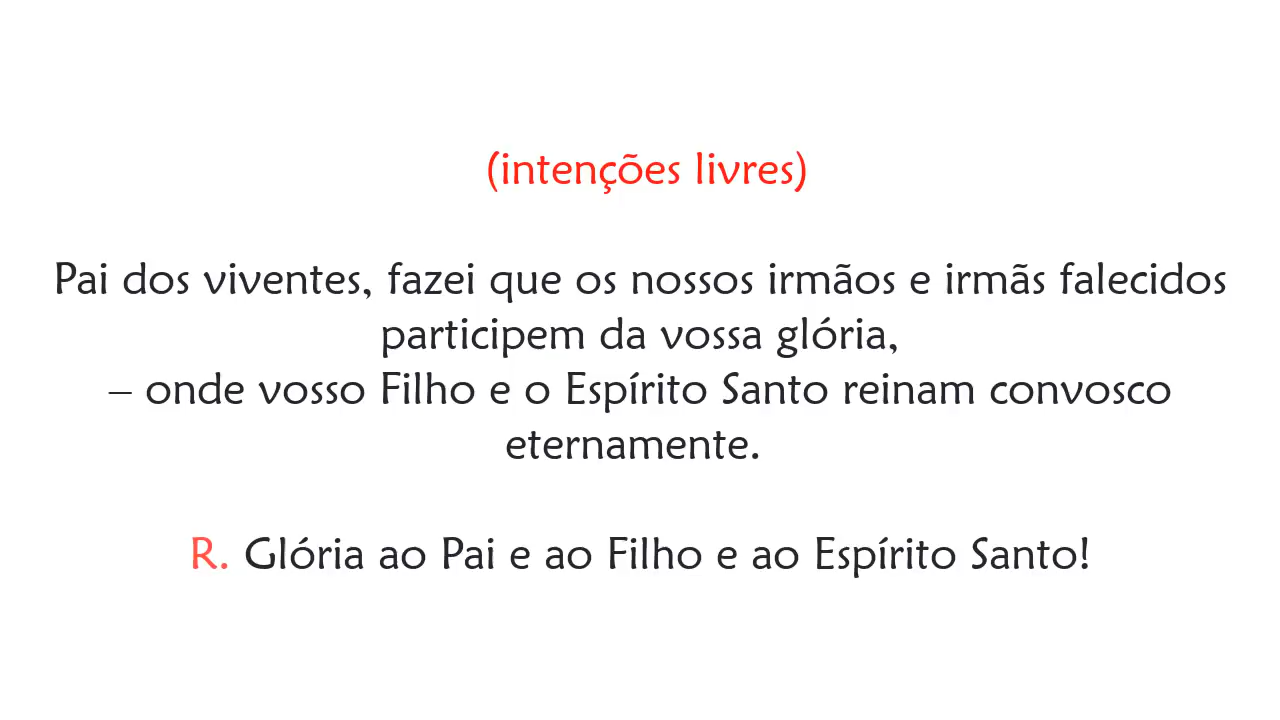 (intenções livres)
Pai dos viventes, fazei que os nossos irmãos e irmãs falecidos
participem da vossa glória,
– onde vosso Filho e o Espírito Santo reinam convosco
eternamente.
R. Glória ao Pai e ao Filho e ao Espírito Santo!